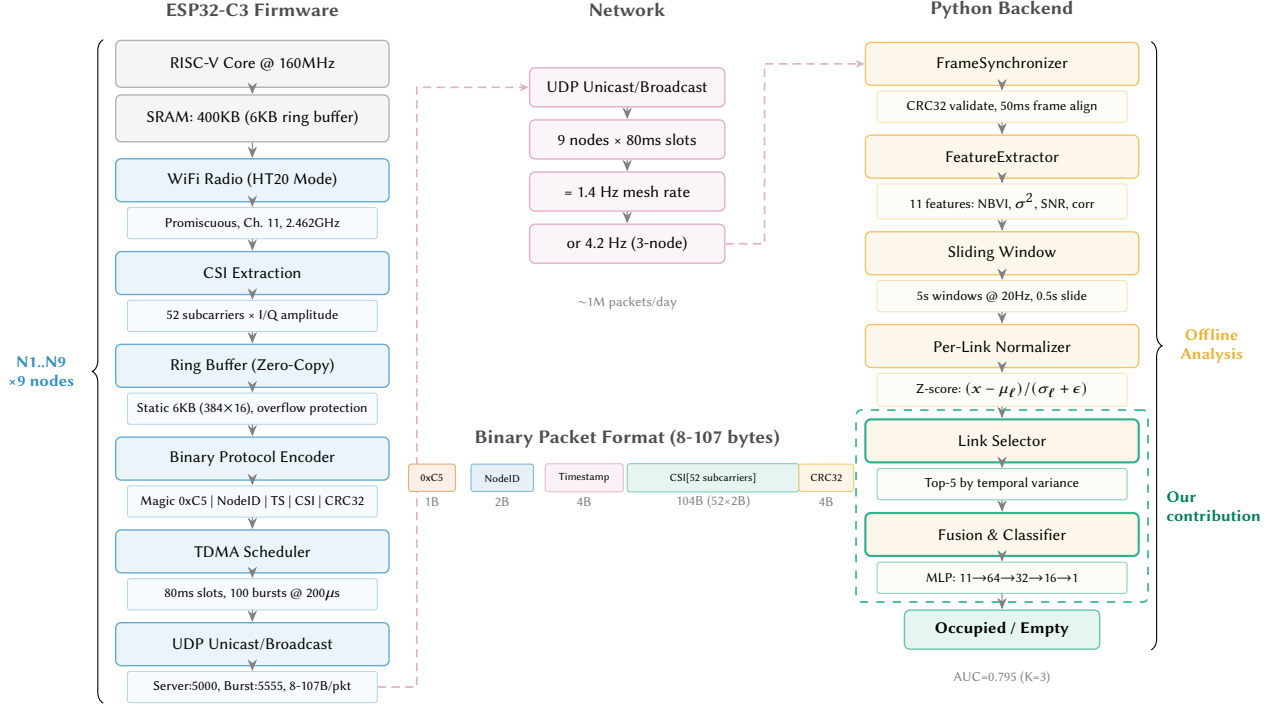 ESP32-C3 Firmware
RISC-V Core @ 160MHz
SRAM: 400KB (6KB ring buffer)
WiFi Radio (HT20 Mode)
Promiscuous, Ch. 11, 2.462GHz
CSI Extraction
52 subcarriers × I/Q amplitude
Ring Buffer (Zero-Copy)
Static 6KB (384×16), overflow protection
Binary Protocol Encoder
Magic 0xC5 | NodeID | TS | CSI | CRC32
TDMA Scheduler
80ms slots, 100 bursts @ 200μs
UDP Unicast/Broadcast
Server:5000, Burst:5555, 8-107B/pkt
N1..N9
×9 nodes
Network
UDP Unicast/Broadcast
9 nodes × 80ms slots
= 1.4 Hz mesh rate
or 4.2 Hz (3-node)
~1M packets/day
Binary Packet Format (8-107 bytes)
0xC5
NodeID
Timestamp
CSI[52 subcarriers]
CRC32
1B
2B
4B
104B (52×2B)
4B
Python Backend
FrameSynchronizer
CRC32 validate, 50ms frame align
FeatureExtractor
11 features: NBVI, σ², SNR, corr
Sliding Window
5s windows @ 20Hz, 0.5s slide
Per-Link Normalizer
Z-score: (x − μℓ)/(σℓ + ϵ)
Link Selector
Top-5 by temporal variance
Fusion & Classifier
MLP: 11→64→32→16→1
Occupied / Empty
AUC=0.795 (K=3)
Offline
Analysis
Our
contribution